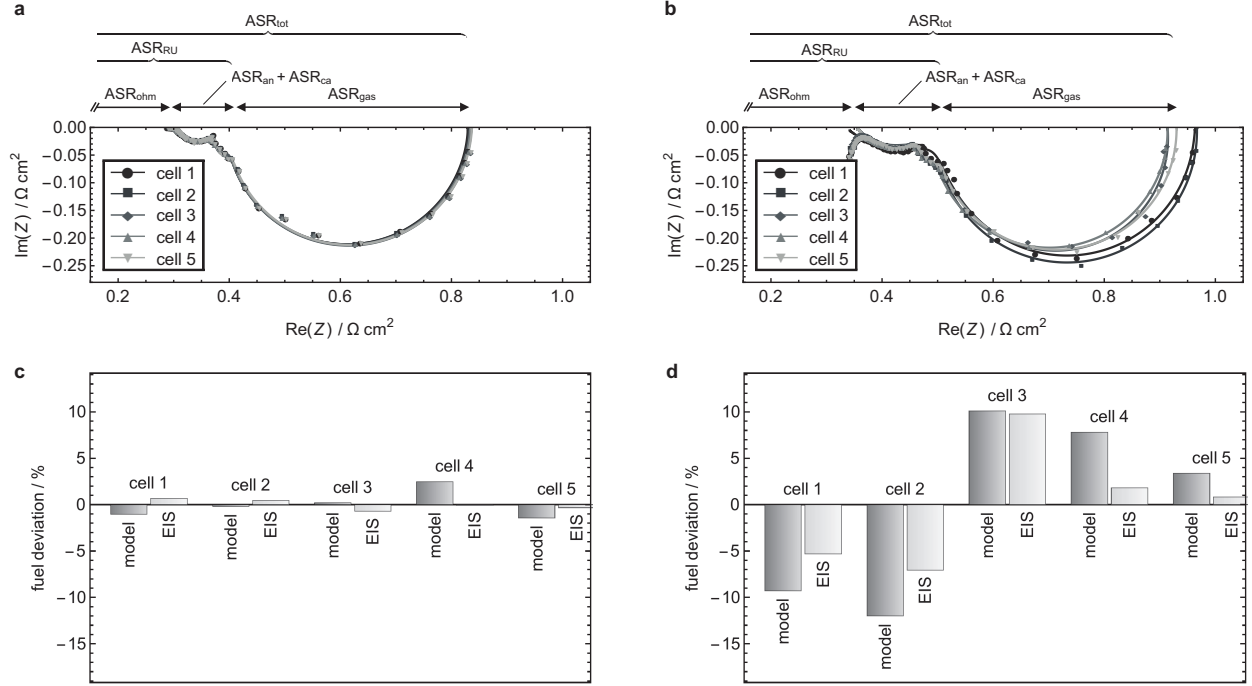 a
ASRtot
ASRRU
ASRan + ASRca
ASRohm
ASRgas
0.00
−0.05
−0.10
−0.15
−0.20
−0.25
Im(Z) / Ω cm²
cell 1
cell 2
cell 3
cell 4
cell 5
0.2
0.4
0.6
0.8
1.0
Re(Z) / Ω cm²
b
ASRtot
ASRRU
ASRan + ASRca
ASRohm
ASRgas
0.00
−0.05
−0.10
−0.15
−0.20
−0.25
Im(Z) / Ω cm²
cell 1
cell 2
cell 3
cell 4
cell 5
0.2
0.4
0.6
0.8
1.0
Re(Z) / Ω cm²
c
fuel deviation / %
10
5
0
−5
−10
−15
cell 1
cell 2
cell 3
cell 4
cell 5
model
EIS
model
EIS
model
EIS
model
EIS
model
EIS
d
fuel deviation / %
10
5
0
−5
−10
−15
cell 1
cell 2
cell 3
cell 4
cell 5
model
EIS
model
EIS
model
EIS
model
EIS
model
EIS